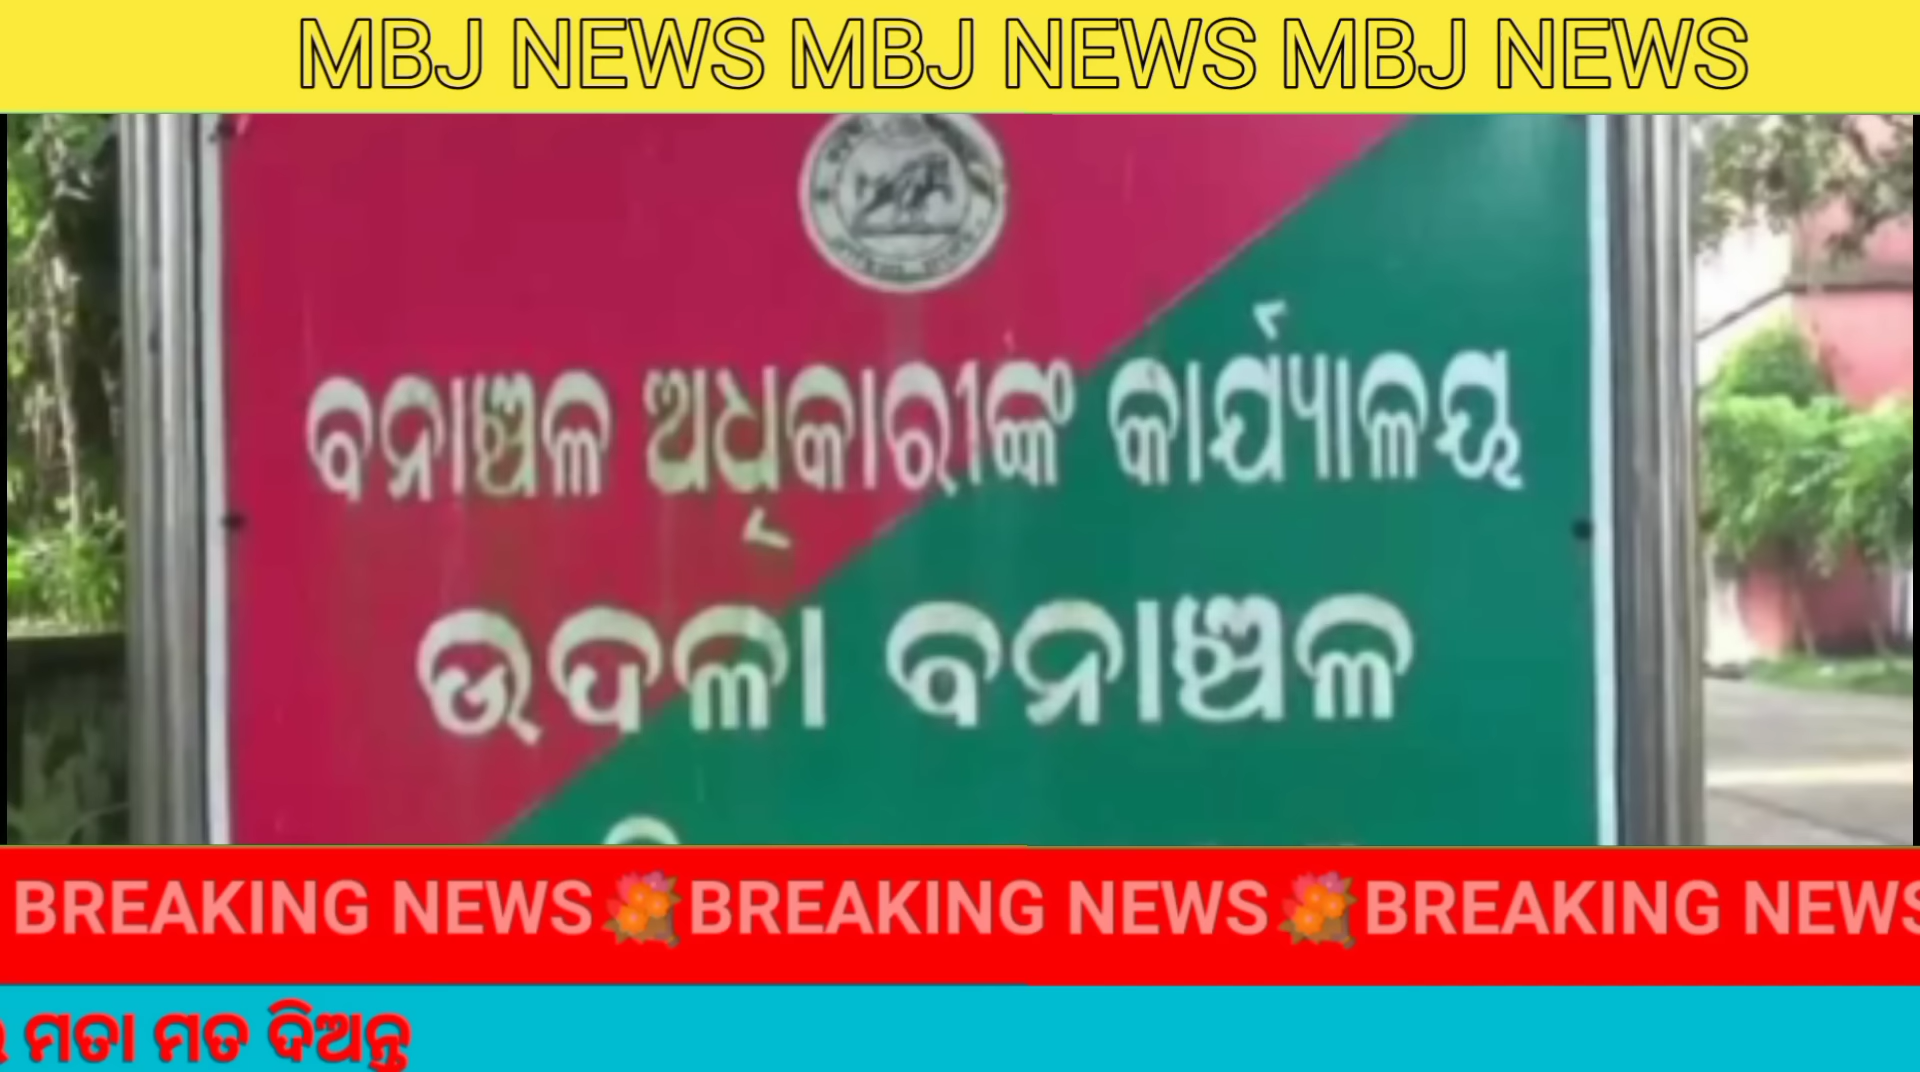 MBJ NEWS MBJ NEWS MBJ NEWS
ବନାଞ୍ଚଳ ଅଧିକାରୀଙ୍କ କାର୍ଯ୍ୟାଳୟ
ଉଦଳା ବନାଞ୍ଚଳ
BREAKING NEWS💐BREAKING NEWS💐BREAKING NEWS
ମତା ମତ ଦିଅନ୍ତୁ